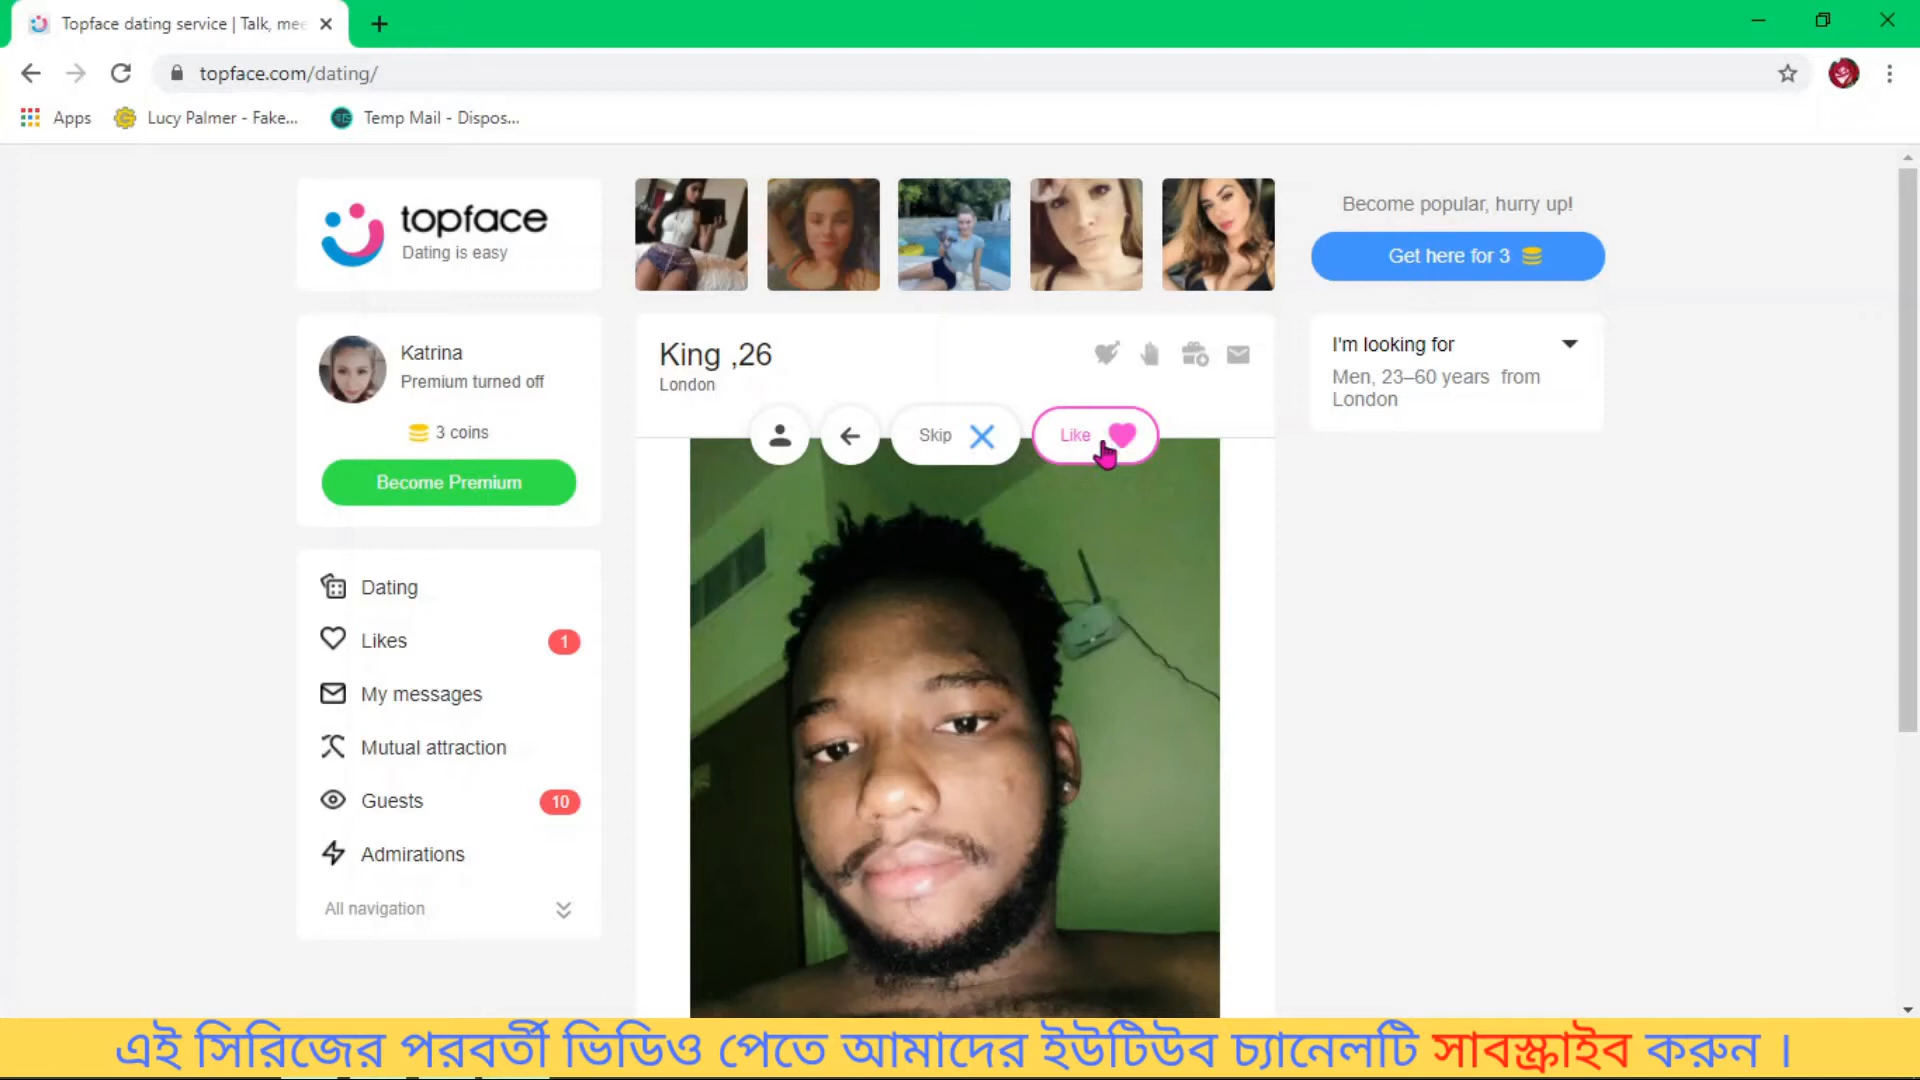 Topface dating service | Talk, mee
topface.com/dating/
Apps
Lucy Palmer - Fake...
Temp Mail - Dispos...
topface
Dating is easy
Become popular, hurry up!
Get here for 3
Katrina
Premium turned off
3 coins
Become Premium
King ,26
London
Skip
Like
I'm looking for
Men, 23–60 years from
London
Dating
Likes
1
My messages
Mutual attraction
Guests
10
Admirations
All navigation
এই সিরিজের পরবর্তী ভিডিও পেতে আমাদের ইউটিউব চ্যানেলটি সাবস্ক্রাইব করুন ।